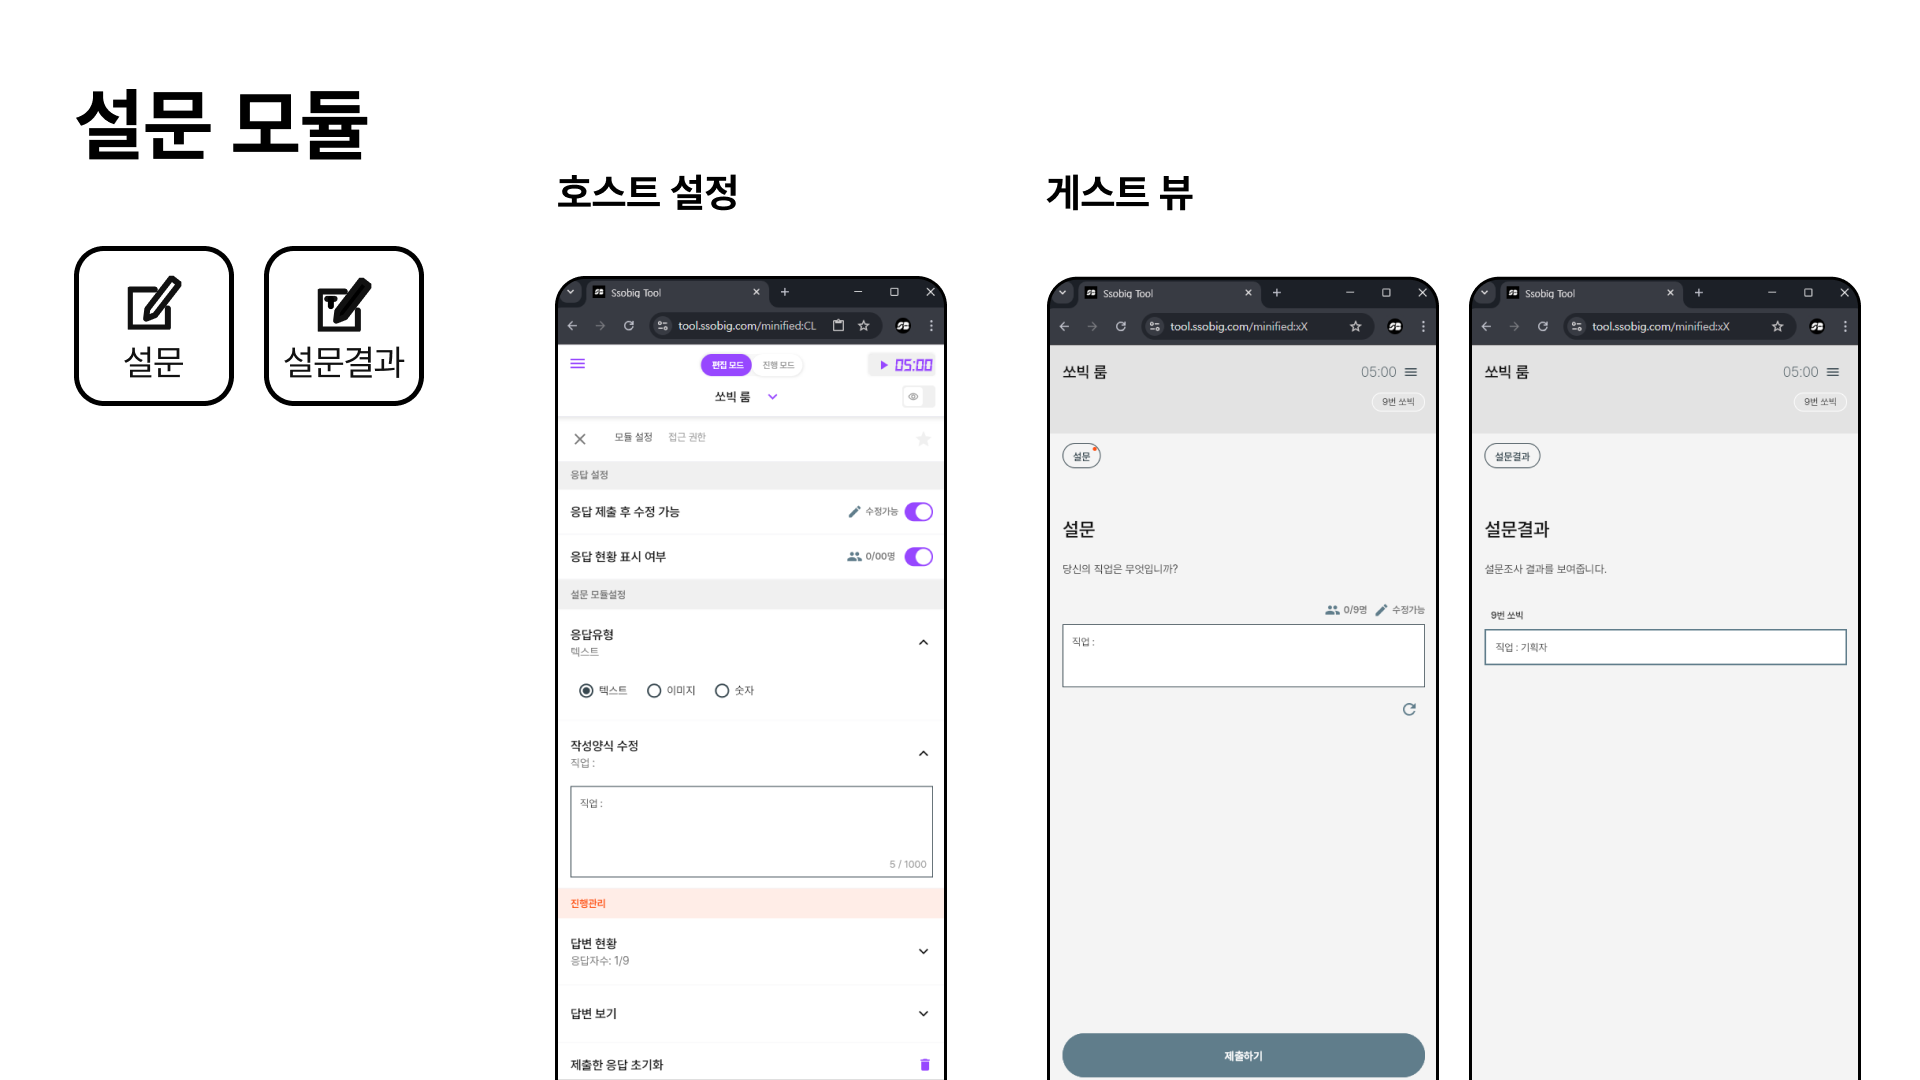 설문 모듈
설문
설문결과
호스트 설정
Ssobig Tool
tool.ssobig.com/minified:CL
편집 모드
진행 모드
05:00
쏘빅 룸
모듈 설정
접근 권한
응답 설정
응답 제출 후 수정 가능
수정가능
응답 현황 표시 여부
0/00명
설문 모듈설정
응답유형
텍스트
텍스트
이미지
숫자
작성양식 수정
직업 :
직업 :
5 / 1000
진행관리
답변 현황
응답자수: 1/9
답변 보기
제출한 응답 초기화
게스트 뷰
Ssobig Tool
tool.ssobig.com/minified:xX
쏘빅 룸
05:00
9번 쏘빅
설문
설문
당신의 직업은 무엇입니까?
0/9명
수정가능
직업 :
제출하기
Ssobig Tool
tool.ssobig.com/minified:xX
쏘빅 룸
05:00
9번 쏘빅
설문결과
설문결과
설문조사 결과를 보여줍니다.
9번 쏘빅
직업 : 기획자